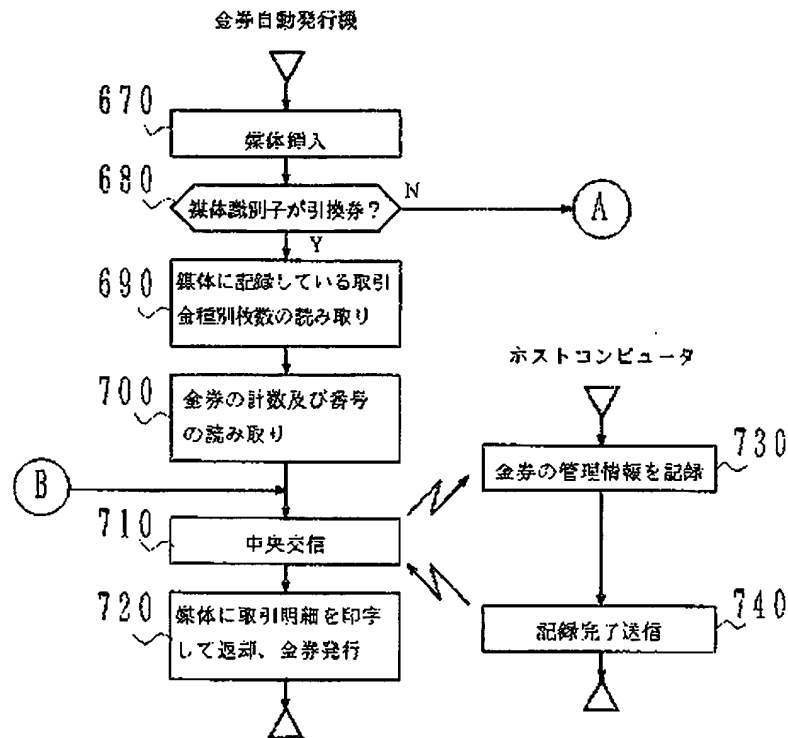 金券自動発行機
670
媒体挿入
680
媒体識別子が引換券?
N
A
Y
690
媒体に記録している取引
金種別枚数の読み取り
ホストコンピュータ
700
金券の計数及び番号
の読み取り
730
金券の管理情報を記録
B
710
中央交信
720
媒体に取引明細を印字
して返却、金券発行
740
記録完了送信